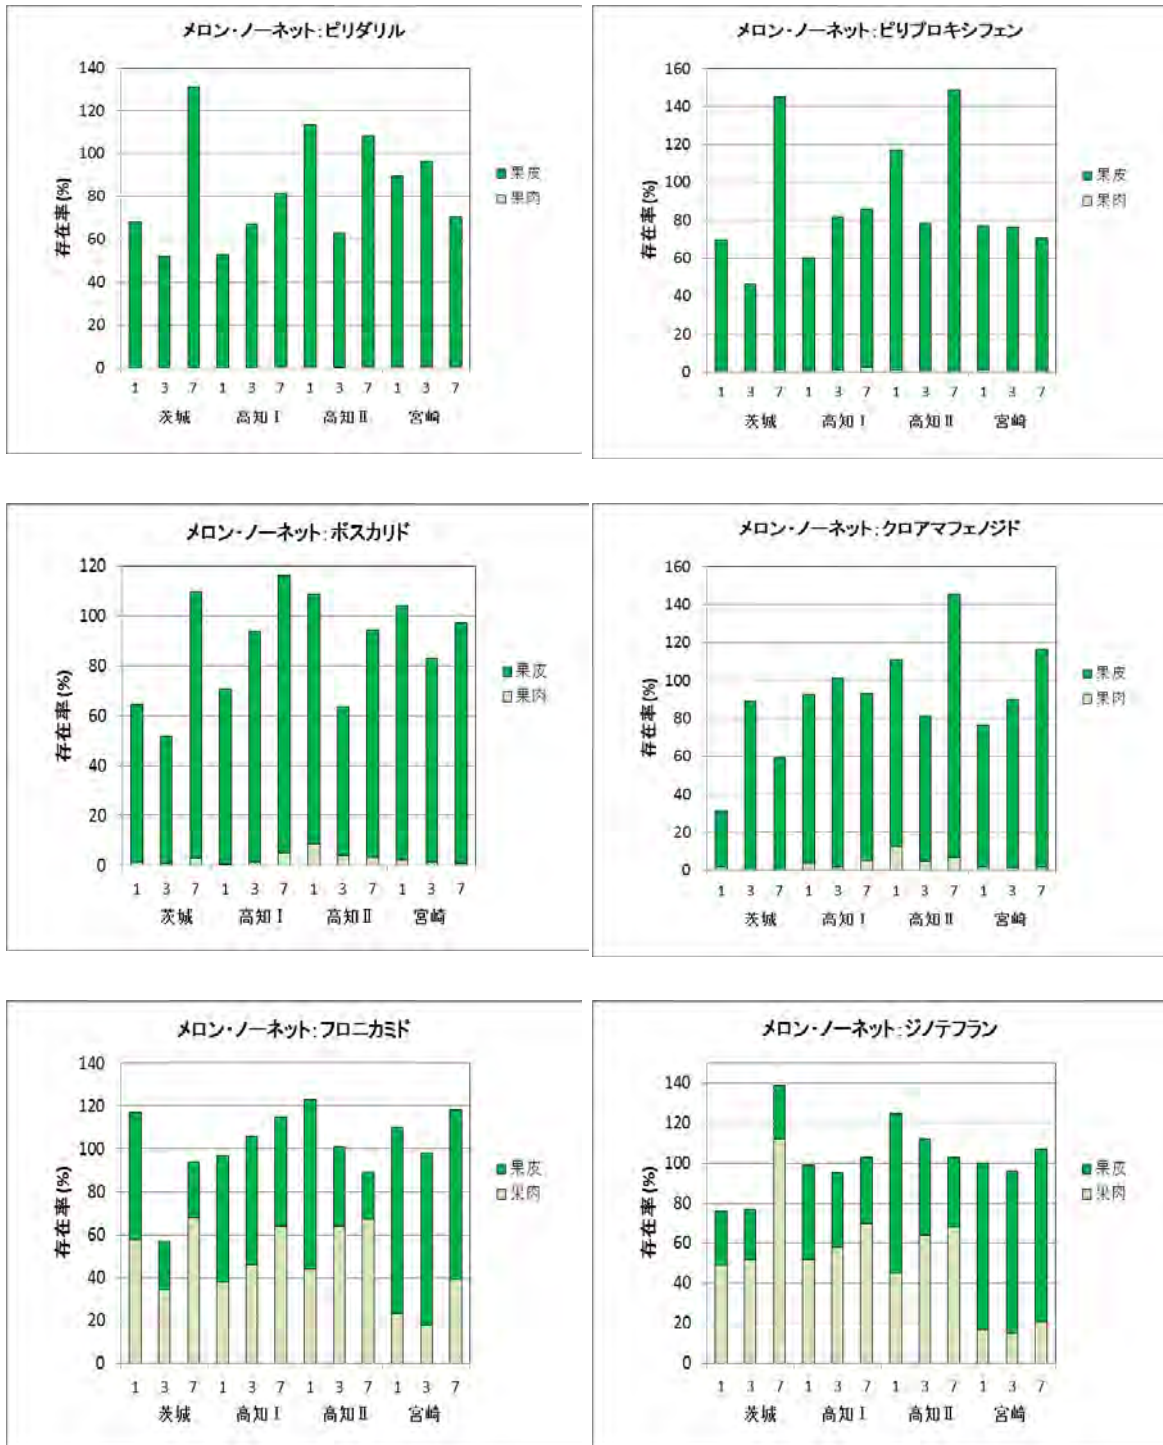 メロン・ノーネット:ピリダリル
存在率(%)
140
120
100
80
60
40
20
0
果皮
果肉
1 3 7 1 3 7 1 3 7 1 3 7
茨城 高知Ⅰ 高知Ⅱ 宮崎
メロン・ノーネット:ピリプロキシフェン
存在率(%)
160
140
120
100
80
60
40
20
0
果皮
果肉
1 3 7 1 3 7 1 3 7 1 3 7
茨城 高知Ⅰ 高知Ⅱ 宮崎
メロン・ノーネット:ボスカリド
存在率(%)
120
100
80
60
40
20
0
果皮
果肉
1 3 7 1 3 7 1 3 7 1 3 7
茨城 高知Ⅰ 高知Ⅱ 宮崎
メロン・ノーネット:クロアマフェノジド
存在率(%)
160
140
120
100
80
60
40
20
0
果皮
果肉
1 3 7 1 3 7 1 3 7 1 3 7
茨城 高知Ⅰ 高知Ⅱ 宮崎
メロン・ノーネット:フロニカミド
存在率(%)
140
120
100
80
60
40
20
0
果皮
果肉
1 3 7 1 3 7 1 3 7 1 3 7
茨城 高知Ⅰ 高知Ⅱ 宮崎
メロン・ノーネット:ジノテフラン
存在率(%)
140
120
100
80
60
40
20
0
果皮
果肉
1 3 7 1 3 7 1 3 7 1 3 7
茨城 高知Ⅰ 高知Ⅱ 宮崎